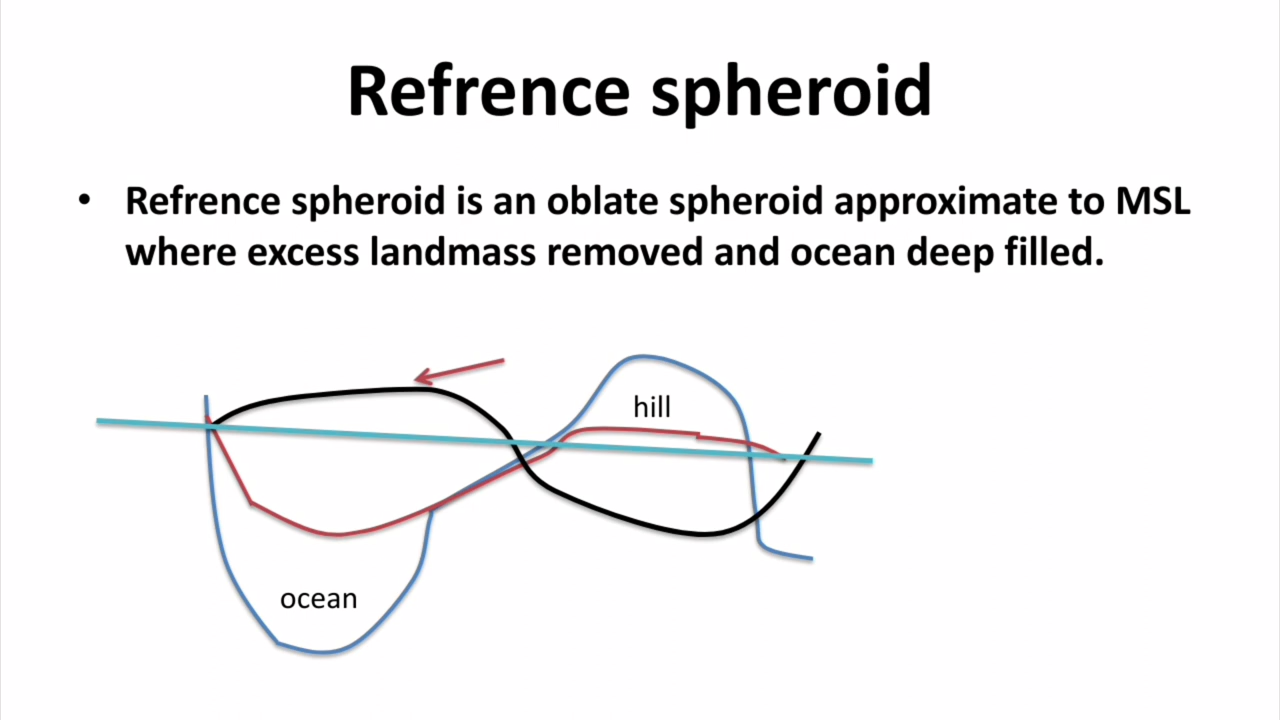 Refrence spheroid
• Refrence spheroid is an oblate spheroid approximate to MSL
where excess landmass removed and ocean deep filled.
hill
ocean